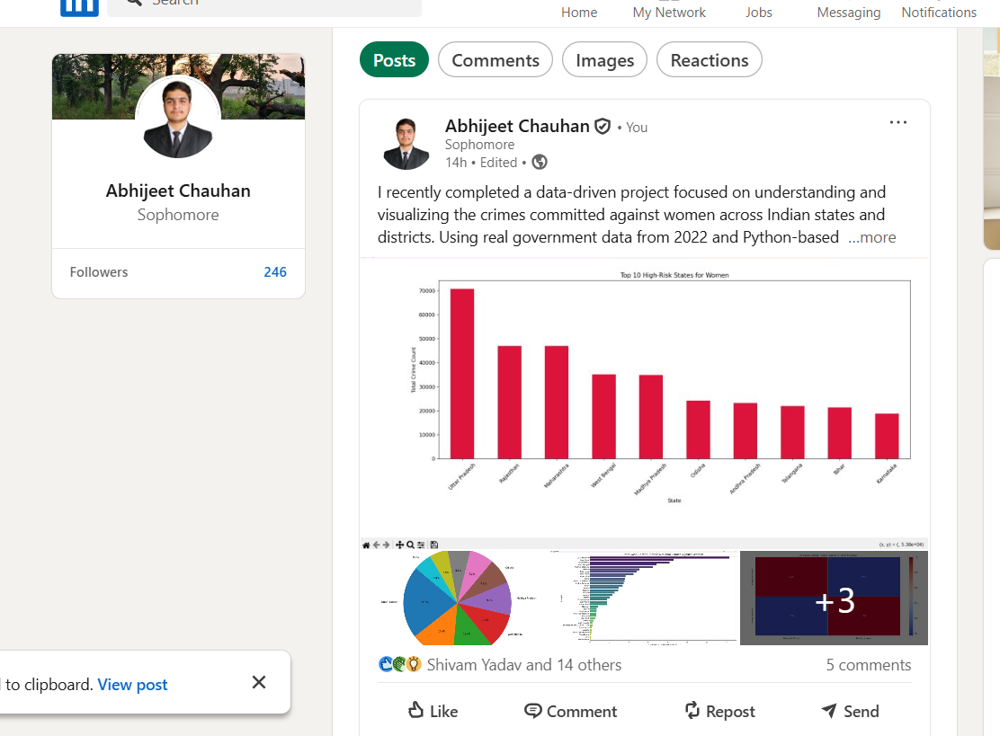 in
Search
Home
My Network
Jobs
Messaging
Notifications
Posts
Comments
Images
Reactions
Abhijeet Chauhan
Sophomore
Followers
246
Abhijeet Chauhan • You
Sophomore
14h • Edited •
I recently completed a data-driven project focused on understanding and
visualizing the crimes committed against women across Indian states and
districts. Using real government data from 2022 and Python-based ...more
Top 10 High-Risk States for Women
Total Crime Count
70000
60000
50000
40000
30000
20000
10000
0
Uttar Pradesh
Rajasthan
Maharashtra
West Bengal
Madhya Pradesh
Odisha
Andhra Pradesh
Telangana
Bihar
Karnataka
State
+3
Shivam Yadav and 14 others
5 comments
Like
Comment
Repost
Send
to clipboard. View post